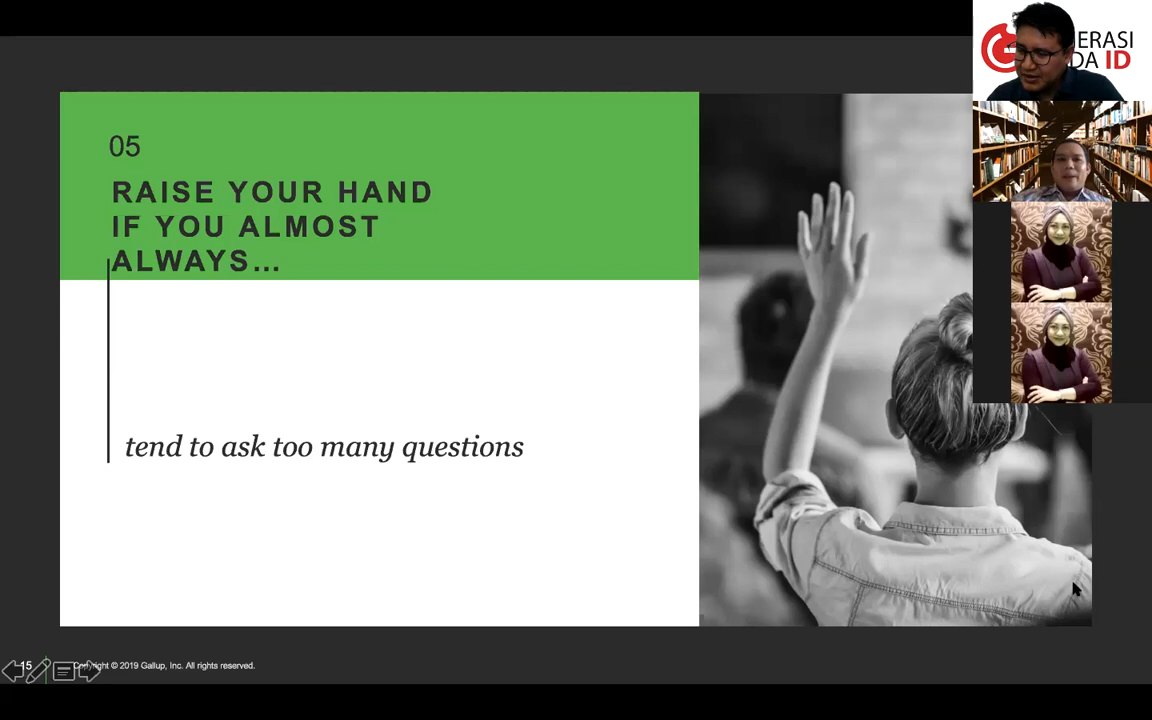 05
RAISE YOUR HAND
IF YOU ALMOST
ALWAYS...
tend to ask too many questions
ERASI
DA ID
15
Copyright © 2019 Gallup, Inc. All rights reserved.